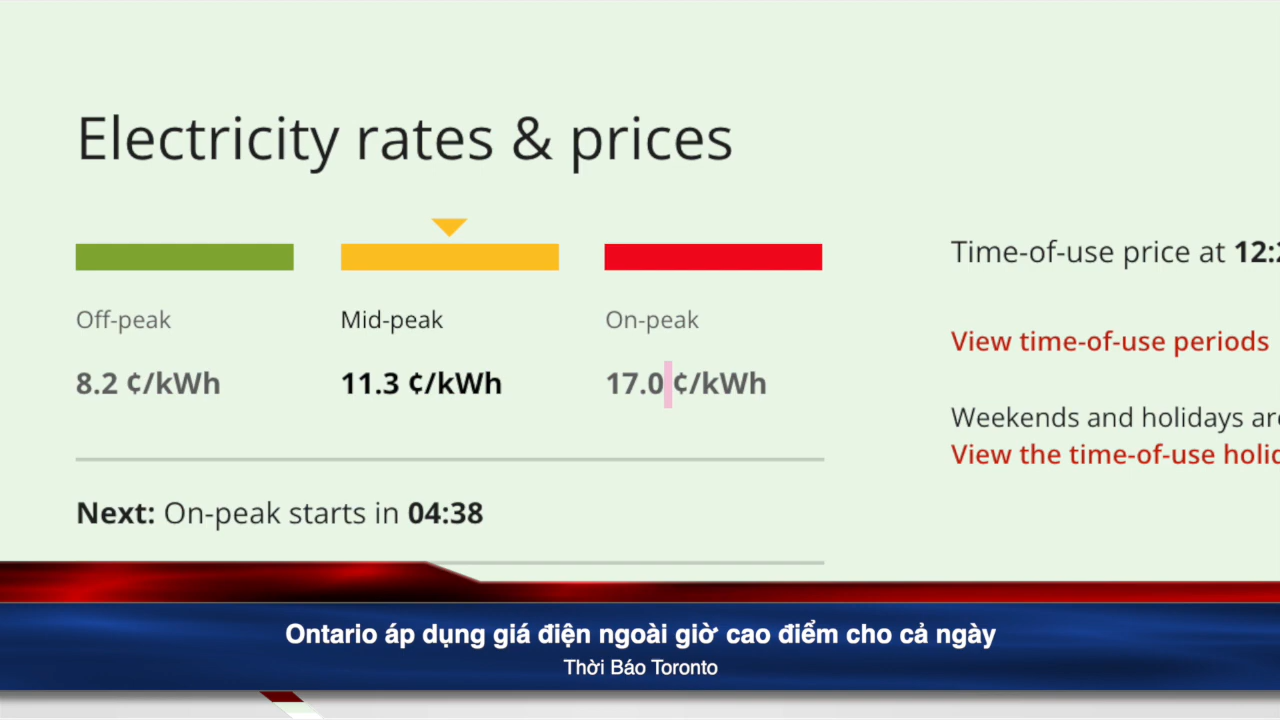 Electricity rates & prices
Off-peak
Mid-peak
On-peak
8.2 ¢/kWh
11.3 ¢/kWh
17.0 ¢/kWh
Next: On-peak starts in 04:38
Time-of-use price at
View time-of-use periods
Weekends and holidays
View the time-of-use
Ontario áp dụng giá điện ngoài giờ cao điểm cho cả ngày
Thời Báo Toronto